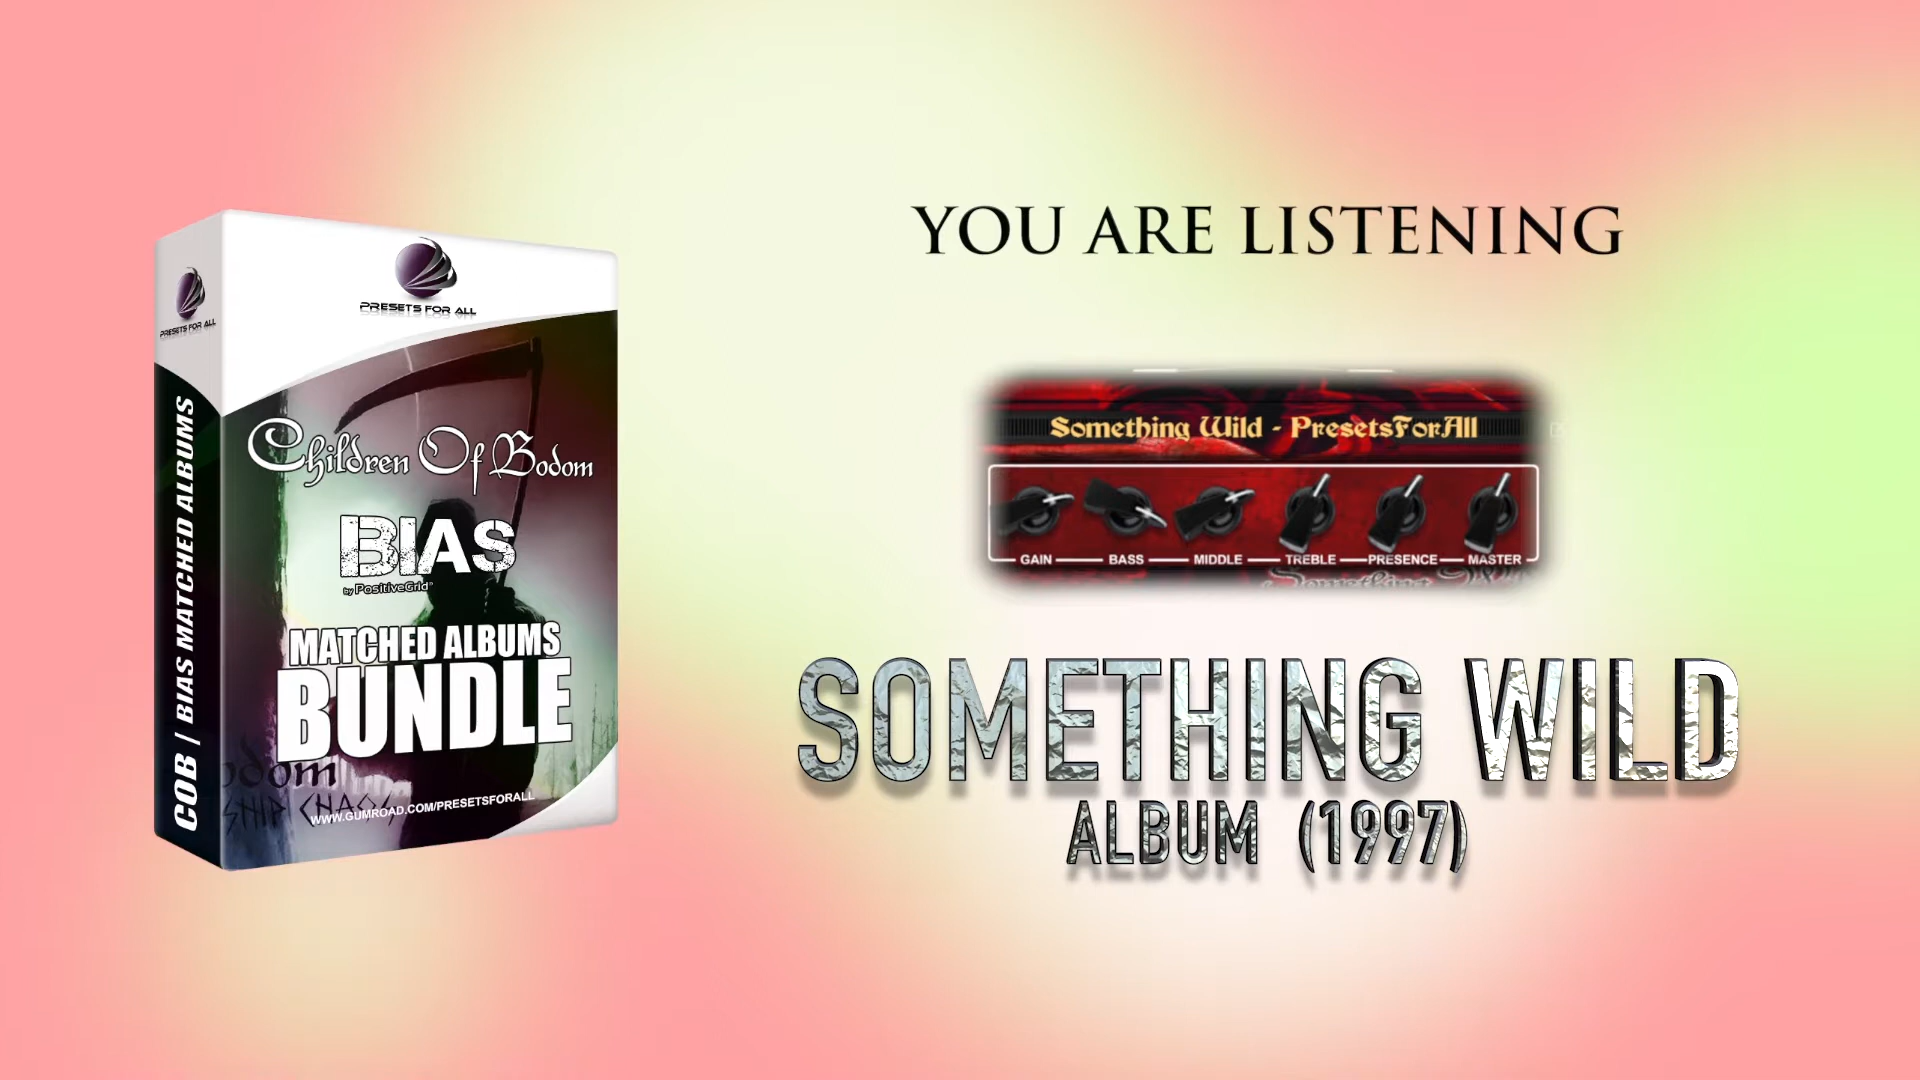 PRESETS FOR ALL
COB | BIAS MATCHED ALBUMS
PRESETS FOR ALL
Children Of Bodom
BIAS
by PositiveGrid®
MATCHED ALBUMS
BUNDLE
odom
WWW.GUMROAD.COM/PRESETSFORALL
YOU ARE LISTENING
Something Wild - PresetsForAll
GAIN BASS MIDDLE TREBLE PRESENCE MASTER
Something
SOMETHING WILD
ALBUM (1997)